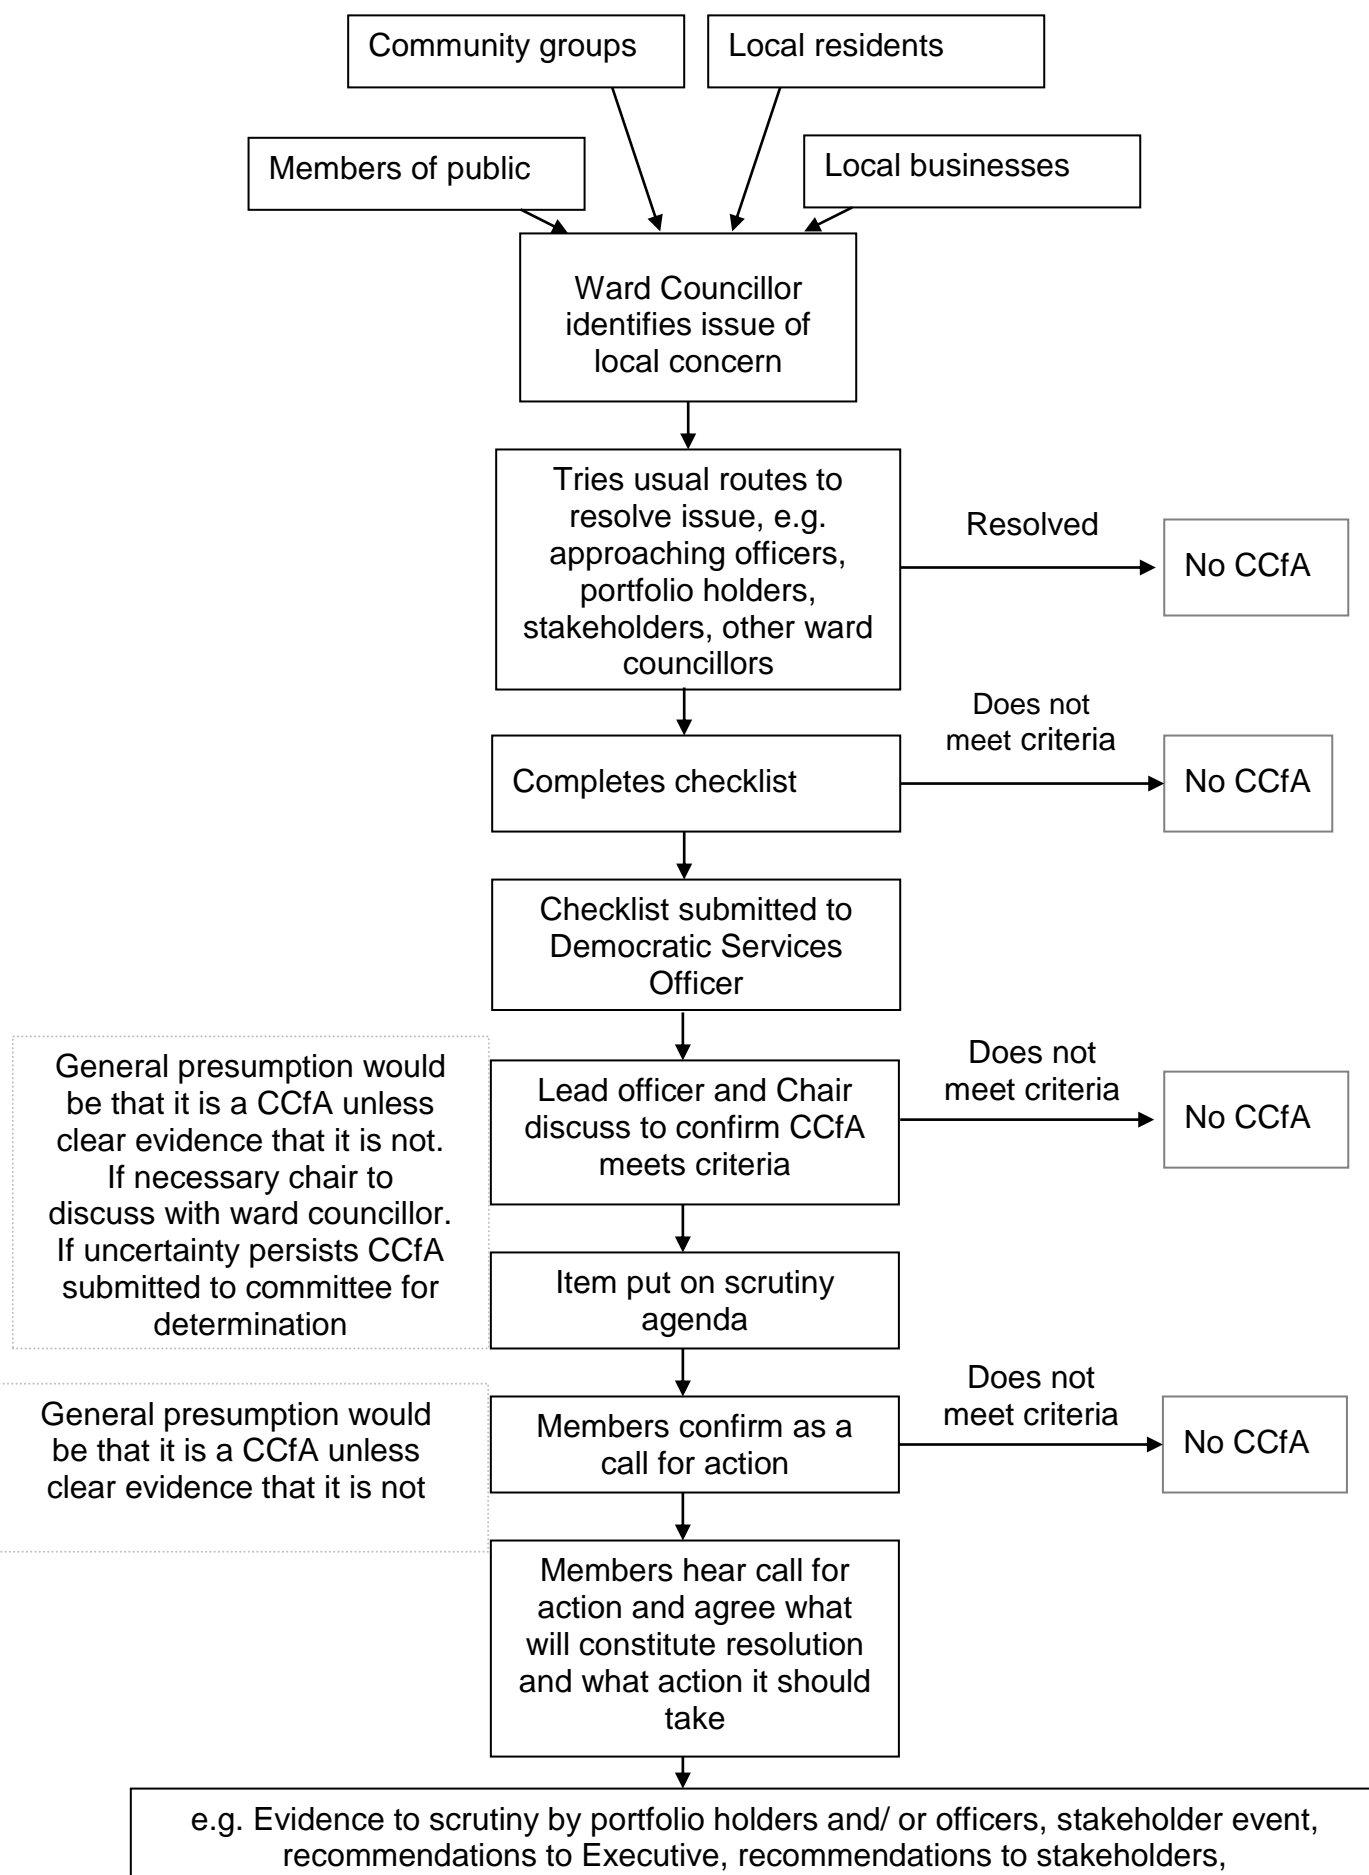 Community groups
Local residents
Members of public
Local businesses
Ward Councillor
identifies issue of
local concern
Tries usual routes to
resolve issue, e.g.
approaching officers,
portfolio holders,
stakeholders, other ward
councillors
Resolved
No CCfA
Completes checklist
Does not
meet criteria
No CCfA
Checklist submitted to
Democratic Services
Officer
General presumption would
be that it is a CCfA unless
clear evidence that it is not.
If necessary chair to
discuss with ward councillor.
If uncertainty persists CCfA
submitted to committee for
determination
Lead officer and Chair
discuss to confirm CCfA
meets criteria
Does not
meet criteria
No CCfA
Item put on scrutiny
agenda
General presumption would
be that it is a CCfA unless
clear evidence that it is not
Members confirm as a
call for action
Does not
meet criteria
No CCfA
Members hear call for
action and agree what
will constitute resolution
and what action it should
take
e.g. Evidence to scrutiny by portfolio holders and/ or officers, stakeholder event,
recommendations to Executive, recommendations to stakeholders,